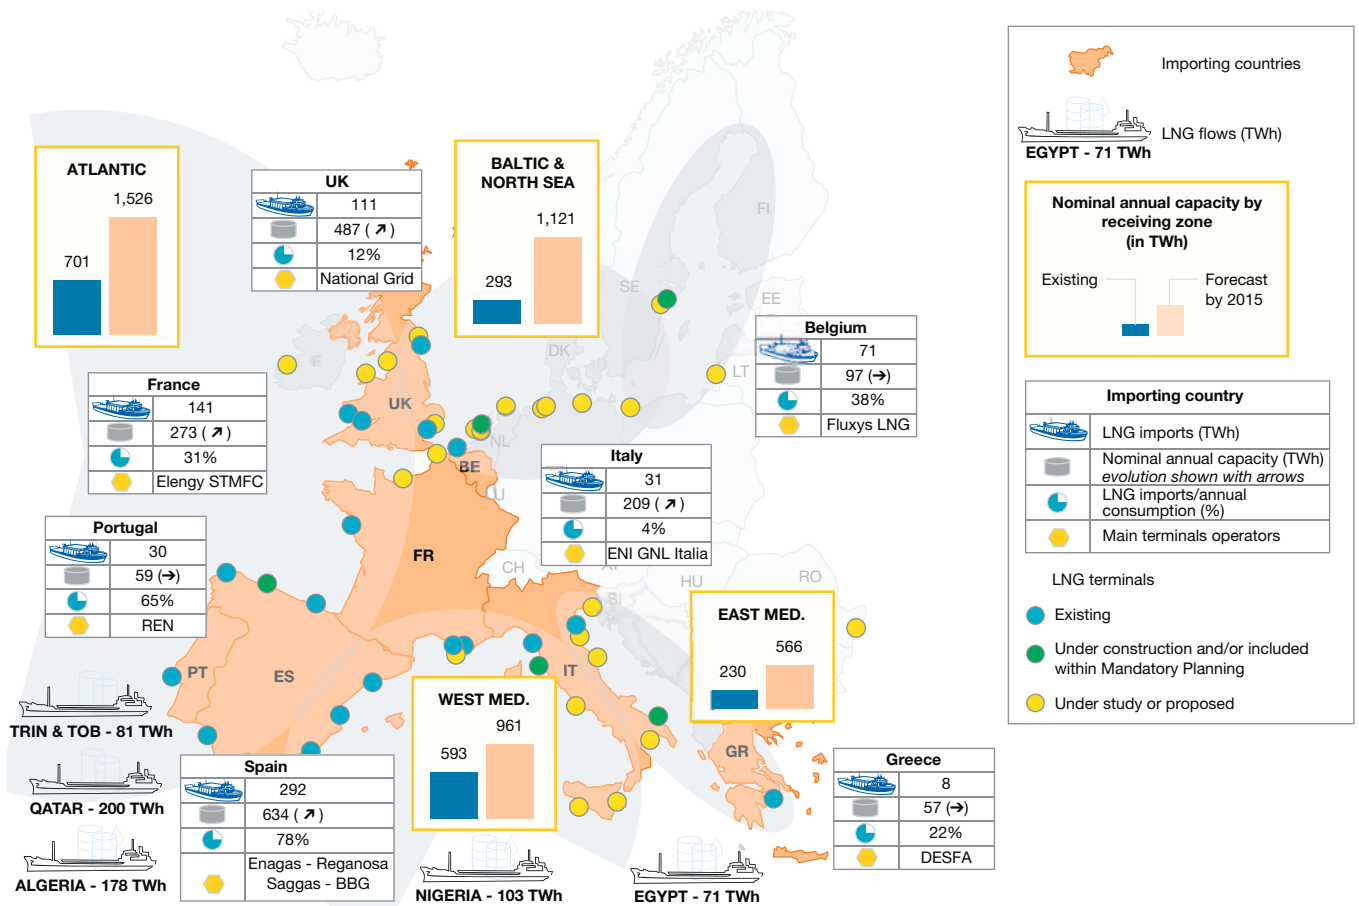 ATLANTIC
1,526
701
UK
111
487 (↗)
12%
National Grid
BALTIC &
NORTH SEA
1,121
293
France
141
273 (↗)
31%
Elengy STMFC
Portugal
30
59 (➔)
65%
REN
Belgium
71
97 (➔)
38%
Fluxys LNG
Italy
31
209 (↗)
4%
ENI GNL Italia
EAST MED.
566
230
WEST MED.
961
593
Spain
292
634 (↗)
78%
Enagas - Reganosa
Saggas - BBG
Greece
8
57 (➔)
22%
DESFA
TRIN & TOB - 81 TWh
QATAR - 200 TWh
ALGERIA - 178 TWh
NIGERIA - 103 TWh
EGYPT - 71 TWh
FI
SE
EE
LT
DK
UK
NL
BE
FR
CH
HU
RO
SI
PT
ES
IT
GR
Importing countries
LNG flows (TWh)
EGYPT - 71 TWh
Nominal annual capacity by
receiving zone
(in TWh)
Existing
Forecast
by 2015
Importing country
LNG imports (TWh)
Nominal annual capacity (TWh)
evolution shown with arrows
LNG imports/annual
consumption (%)
Main terminals operators
LNG terminals
Existing
Under construction and/or included
within Mandatory Planning
Under study or proposed